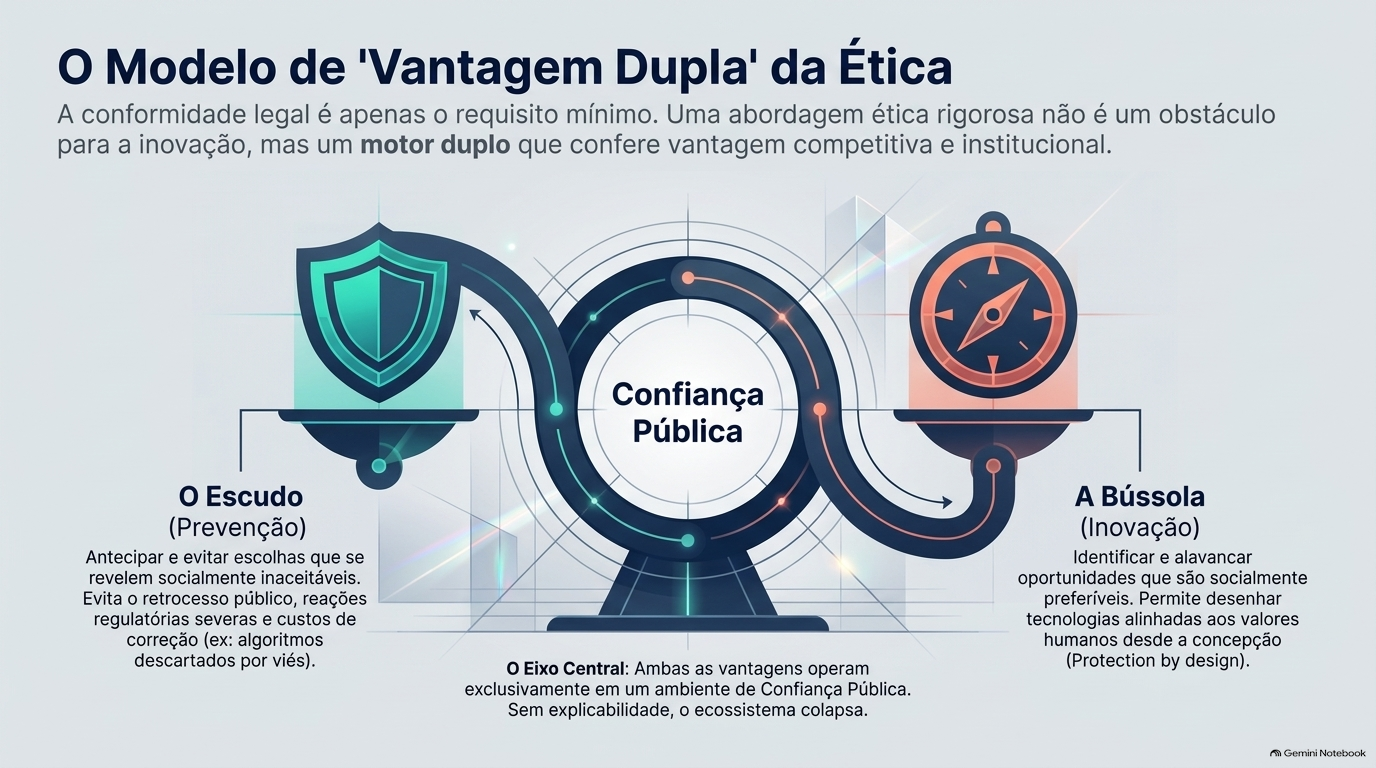 O Modelo de 'Vantagem Dupla' da Ética
A conformidade legal é apenas o requisito mínimo. Uma abordagem ética rigorosa não é um obstáculo
para a inovação, mas um motor duplo que confere vantagem competitiva e institucional.
Confiança
Pública
O Escudo
(Prevenção)
Antecipar e evitar escolhas que se
revelem socialmente inaceitáveis.
Evita o retrocesso público, reações
regulatórias severas e custos de
correção (ex: algoritmos
descartados por viés).
O Eixo Central: Ambas as vantagens operam
exclusivamente em um ambiente de Confiança Pública.
Sem explicabilidade, o ecossistema colapsa.
A Bússola
(Inovação)
Identificar e alavancar
oportunidades que são socialmente
preferíveis. Permite desenhar
tecnologias alinhadas aos valores
humanos desde a concepção
(Protection by design).
Gemini Notebook